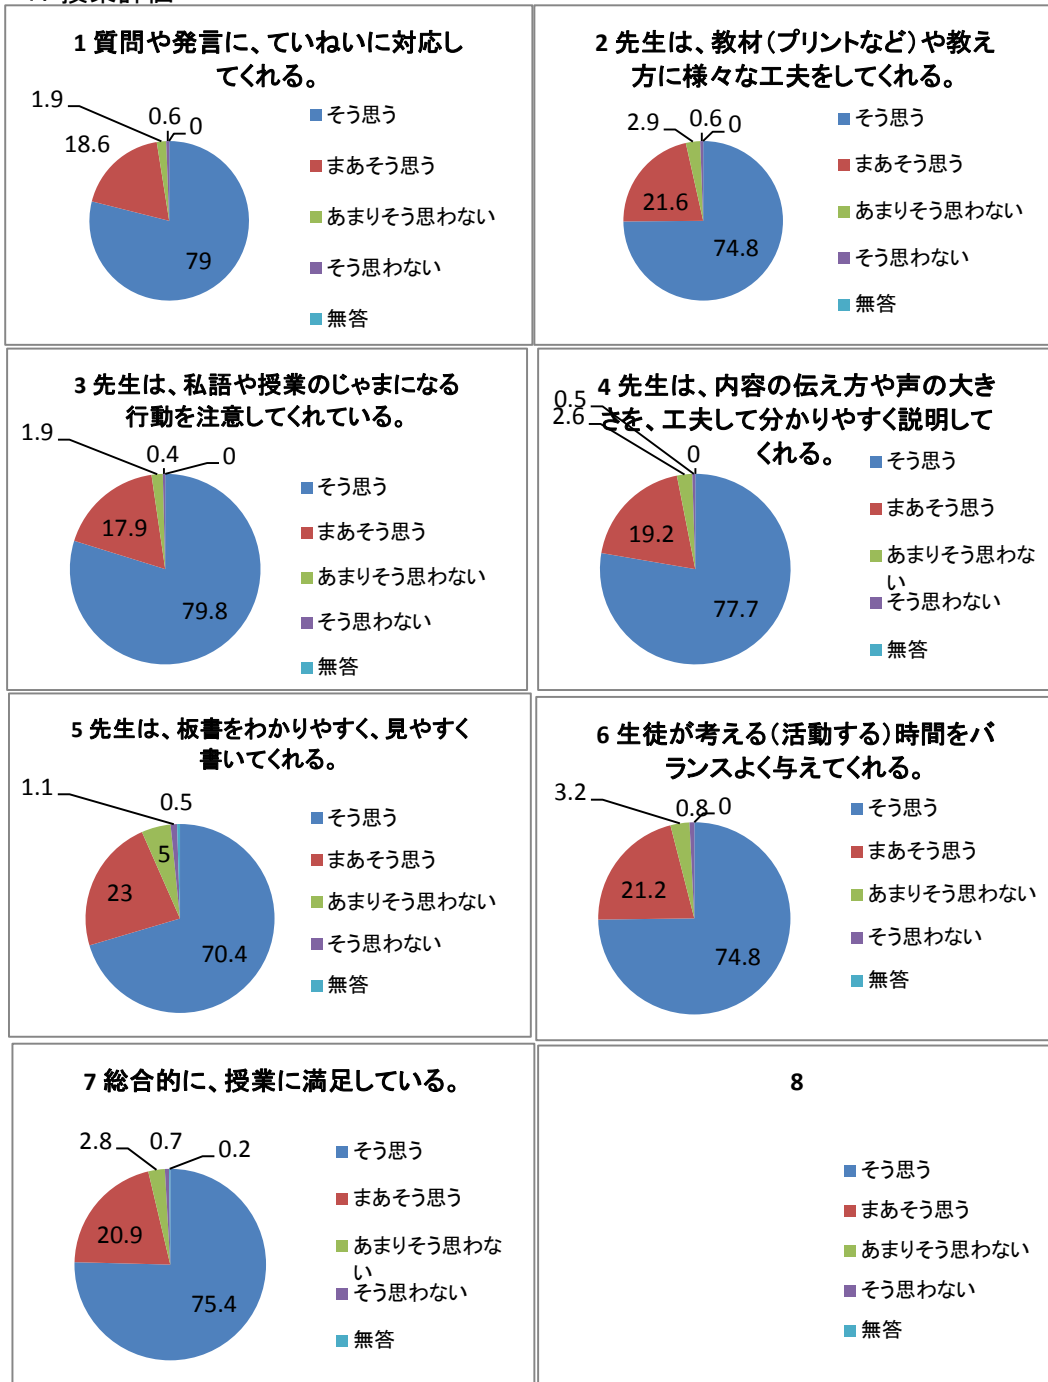 1 質問や発言に、ていねいに対応し
てくれる。
1.9
0.6
0
18.6
79
そう思う
まあそう思う
あまりそう思わない
そう思わない
無答
2 先生は、教材（プリントなど）や教え
方に様々な工夫をしてくれる。
2.9
0.6
0
21.6
74.8
そう思う
まあそう思う
あまりそう思わない
そう思わない
無答
3 先生は、私語や授業のじゃまになる
行動を注意してくれている。
1.9
0.4
0
17.9
79.8
そう思う
まあそう思う
あまりそう思わない
そう思わない
無答
4 先生は、内容の伝え方や声の大き
さを、工夫して分かりやすく説明して
くれる。
0.5
2.6
0
19.2
77.7
そう思う
まあそう思う
あまりそう思わな
い
そう思わない
無答
5 先生は、板書をわかりやすく、見やすく
書いてくれる。
1.1
0.5
5
23
70.4
そう思う
まあそう思う
あまりそう思わない
そう思わない
無答
6 生徒が考える（活動する）時間をバ
ランスよく与えてくれる。
3.2
0.8
0
21.2
74.8
そう思う
まあそう思う
あまりそう思わない
そう思わない
無答
7 総合的に、授業に満足している。
2.8
0.7
0.2
20.9
75.4
そう思う
まあそう思う
あまりそう思わな
い
そう思わない
無答
8
そう思う
まあそう思う
あまりそう思わない
そう思わない
無答